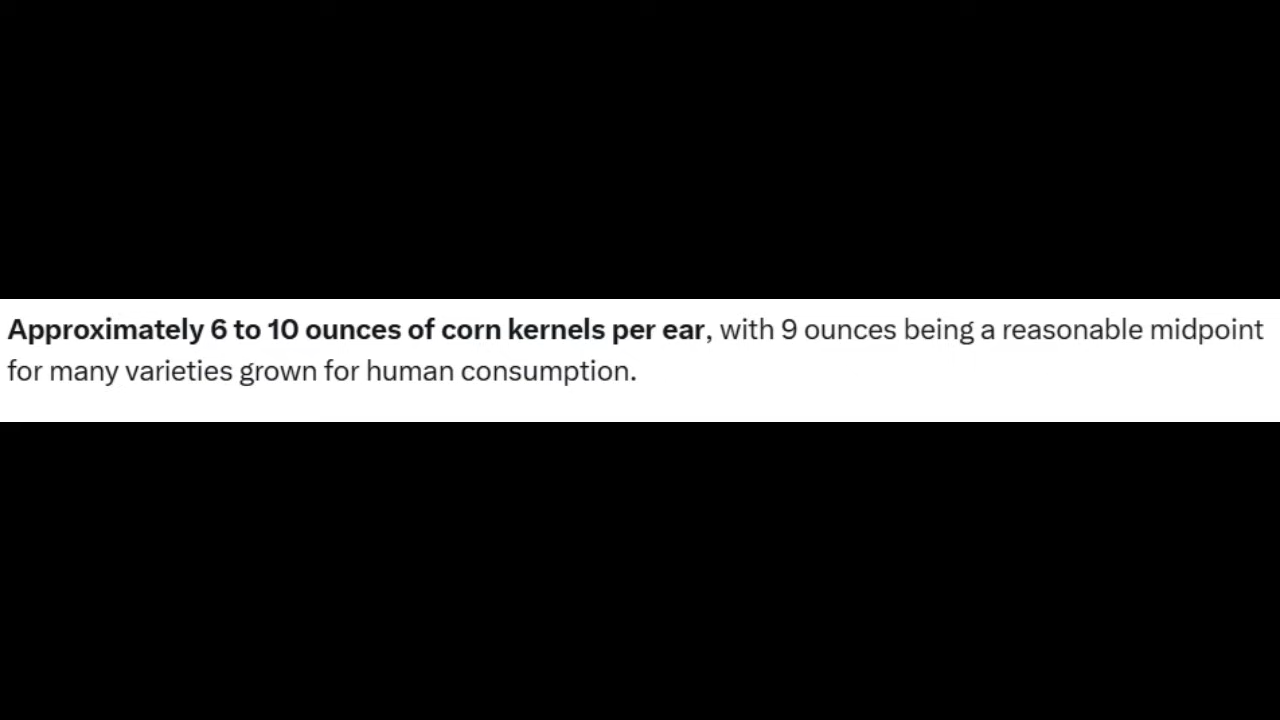 Approximately 6 to 10 ounces of corn kernels per ear, with 9 ounces being a reasonable midpoint
for many varieties grown for human consumption.